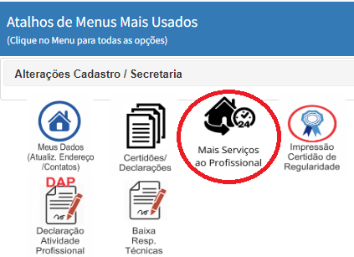 Atalhos de Menus Mais Usados
(Clique no Menu para todas as opções)
Alterações Cadastro / Secretaria
Meus Dados
(Atualiz. Endereço
/Contatos)
Certidões/
Declarações
24
Mais Serviços
ao Profissional
Impressão
Certidão de
Regularidade
DAP
Declaração
Atividade
Profissional
Baixa
Resp.
Técnicas